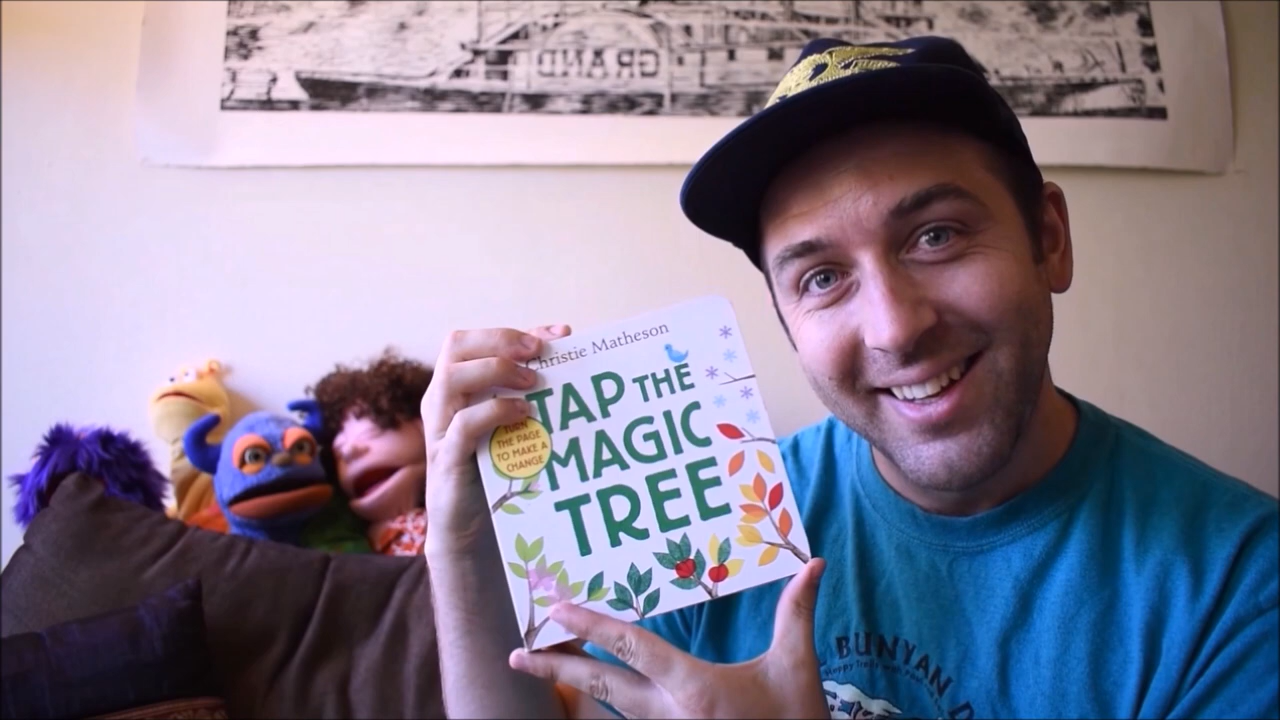 GRAND
Christie Matheson
TAP THE
MAGIC
TREE
TURN
THE PAGE
TO MAKE A
CHANGE
BUNYAN